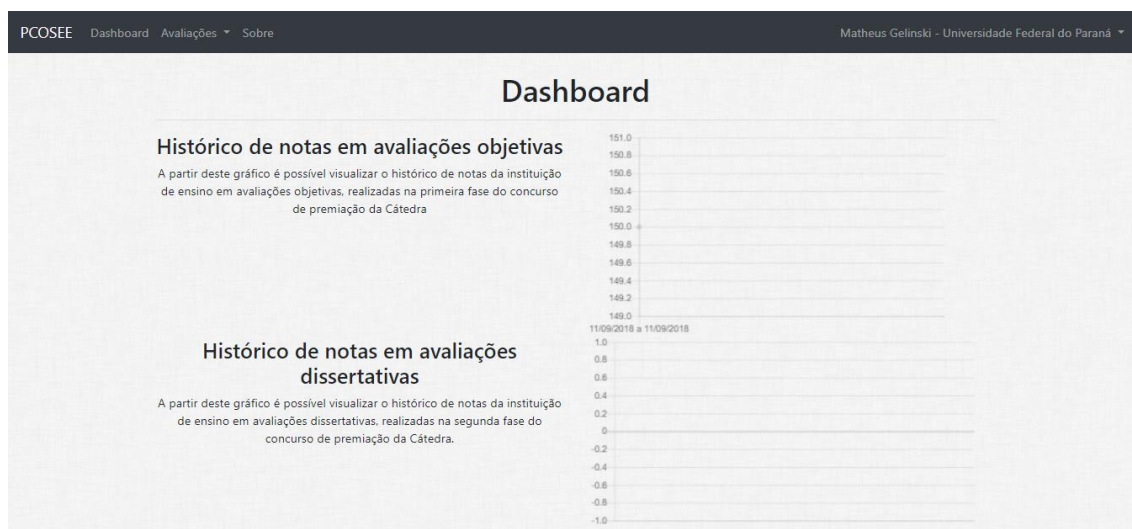 PCOSEE Dashboard Avaliações Sobre Matheus Gelinski - Universidade Federal do Paraná
Dashboard
Histórico de notas em avaliações objetivas
A partir deste gráfico é possível visualizar o histórico de notas da instituição
de ensino em avaliações objetivas, realizadas na primeira fase do concurso
de premiação da Cátedra
151.0
150.8
150.6
150.4
150.2
150.0
149.8
149.6
149.4
149.2
149.0
11/09/2018 a 11/09/2018
Histórico de notas em avaliações
dissertativas
A partir deste gráfico é possível visualizar o histórico de notas da instituição
de ensino em avaliações dissertativas, realizadas na segunda fase do
concurso de premiação da Cátedra.
1.0
0.8
0.6
0.4
0.2
0
-0.2
-0.4
-0.6
-0.8
-1.0